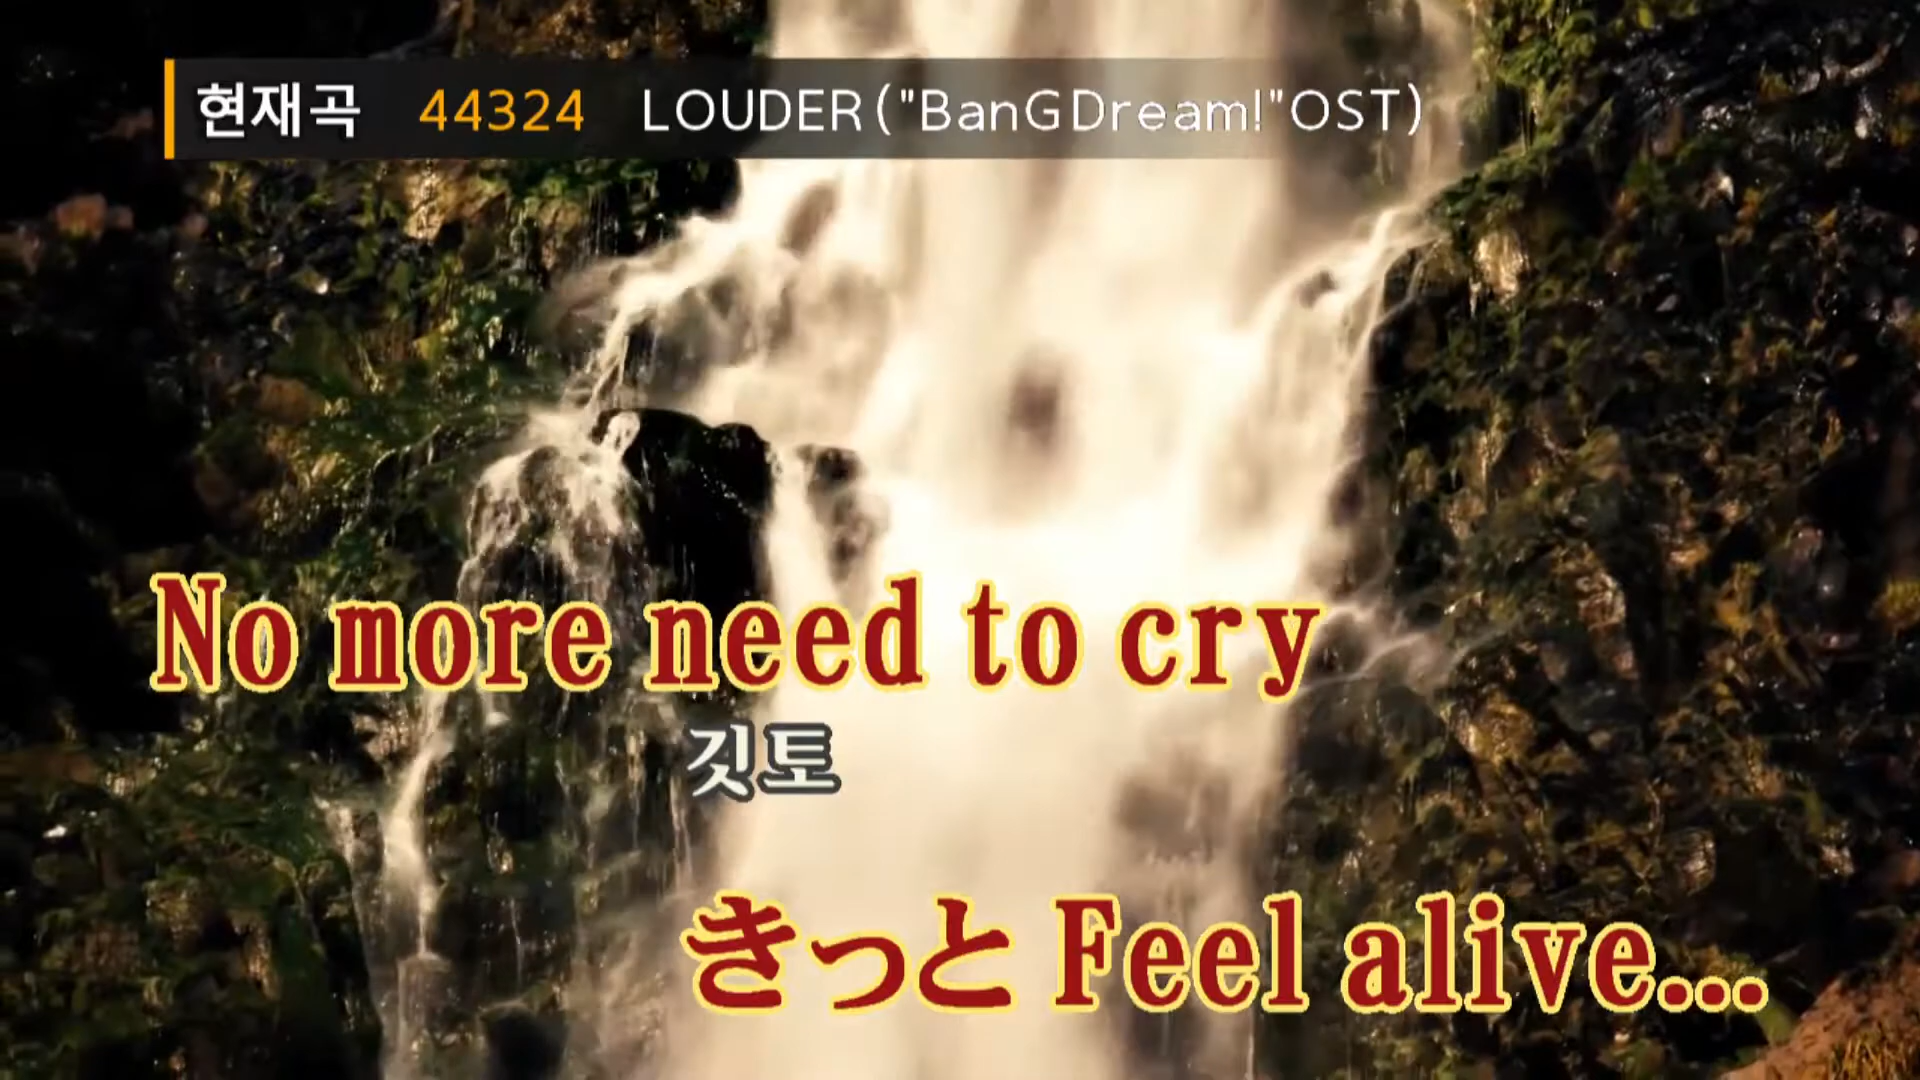 현재곡 44324 LOUDER("BanG Dream!"OST)
No more need to cry
깃토
きっと Feel alive...